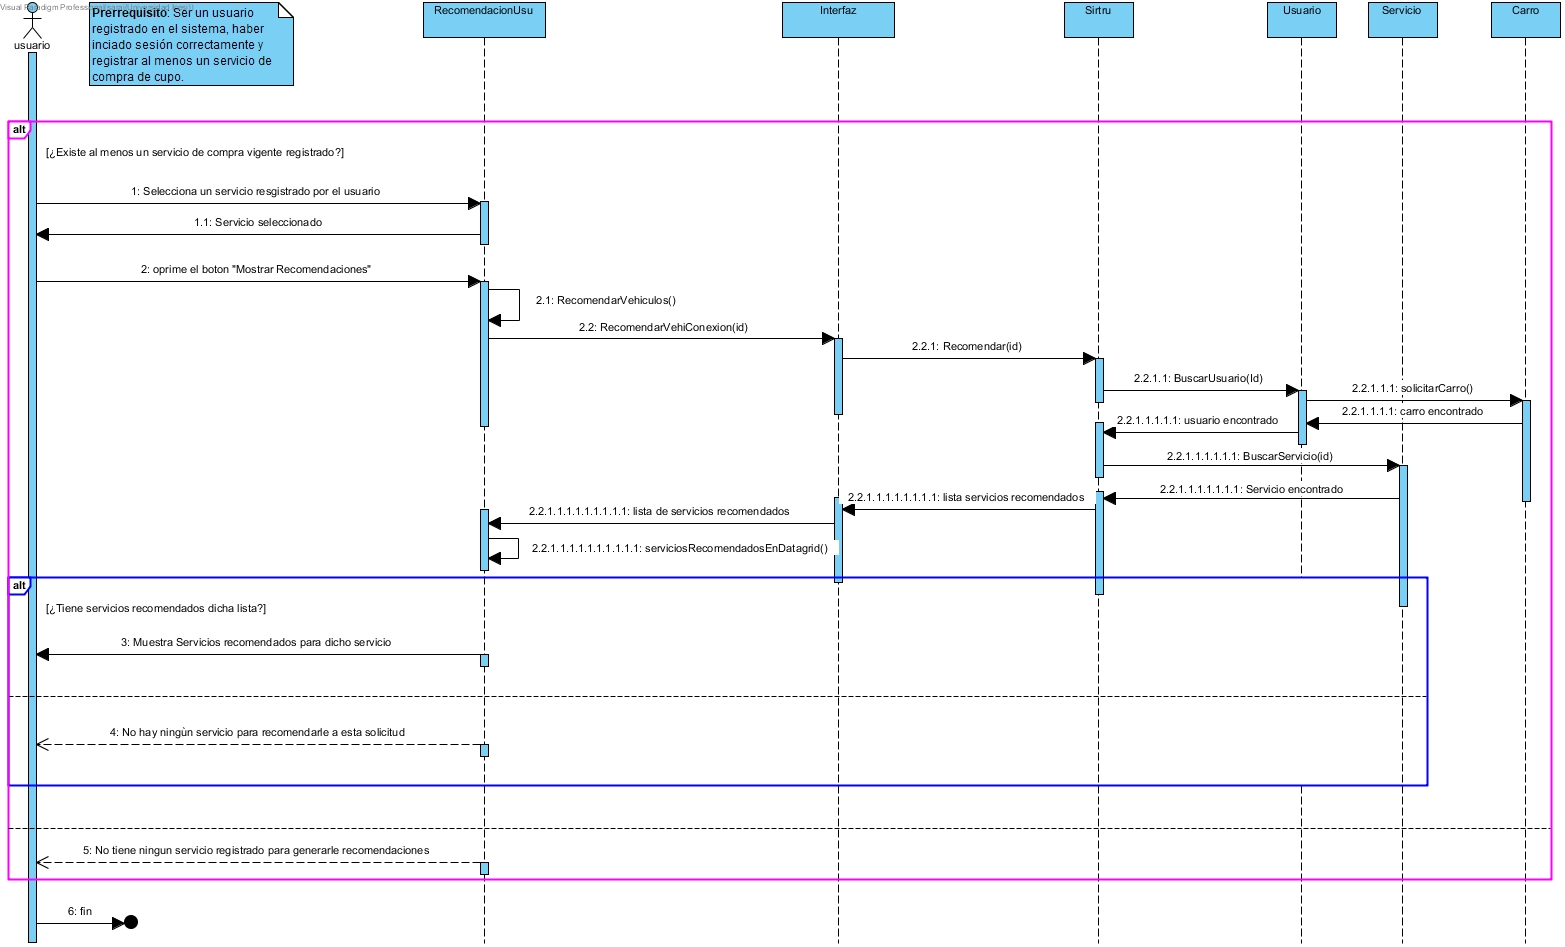 Visual Paradigm Professional
usuario
Prerrequisito: Ser un usuario
registrado en el sistema, haber
inciado sesión correctamente y
registrar al menos un servicio de
compra de cupo.
RecomendacionUsu
Interfaz
Sirtru
Usuario
Servicio
Carro
alt
[¿Existe al menos un servicio de compra vigente registrado?]
1: Selecciona un servicio resgistrado por el usuario
1.1: Servicio seleccionado
2: oprime el boton "Mostrar Recomendaciones"
2.1: RecomendarVehiculos()
2.2: RecomendarVehiConexion(id)
2.2.1: Recomendar(id)
2.2.1.1: BuscarUsuario(Id)
2.2.1.1.1: solicitarCarro()
2.2.1.1.1.1: carro encontrado
2.2.1.1.1.1.1: usuario encontrado
2.2.1.1.1.1.1.1: BuscarServicio(id)
2.2.1.1.1.1.1.1.1: Servicio encontrado
2.2.1.1.1.1.1.1.1.1: lista servicios recomendados
2.2.1.1.1.1.1.1.1.1.1: lista de servicios recomendados
2.2.1.1.1.1.1.1.1.1.1.1: serviciosRecomendadosEnDatagrid()
alt
[¿Tiene servicios recomendados dicha lista?]
3: Muestra Servicios recomendados para dicho servicio
4: No hay ningùn servicio para recomendarle a esta solicitud
5: No tiene ningun servicio registrado para generarle recomendaciones
6: fin